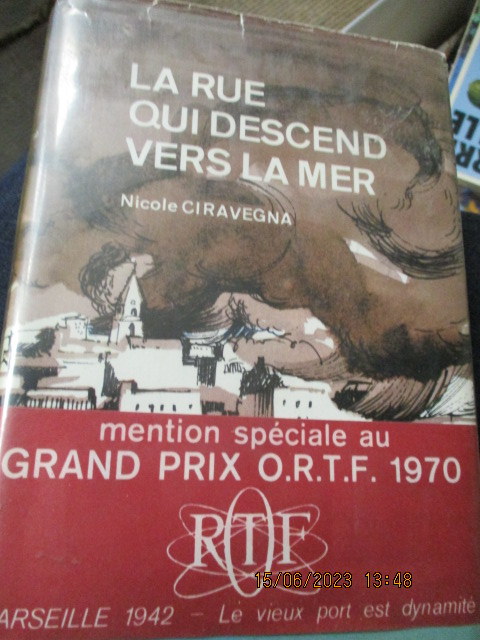 LA RUE
QUI DESCEND
VERS LA MER
Nicole CIRAVEGNA
mention spéciale au
GRAND PRIX O.R.T.F. 1970
RTF
15/06/2023 13:48
ARSEILLE 1942 – Le vieux port est dynamité